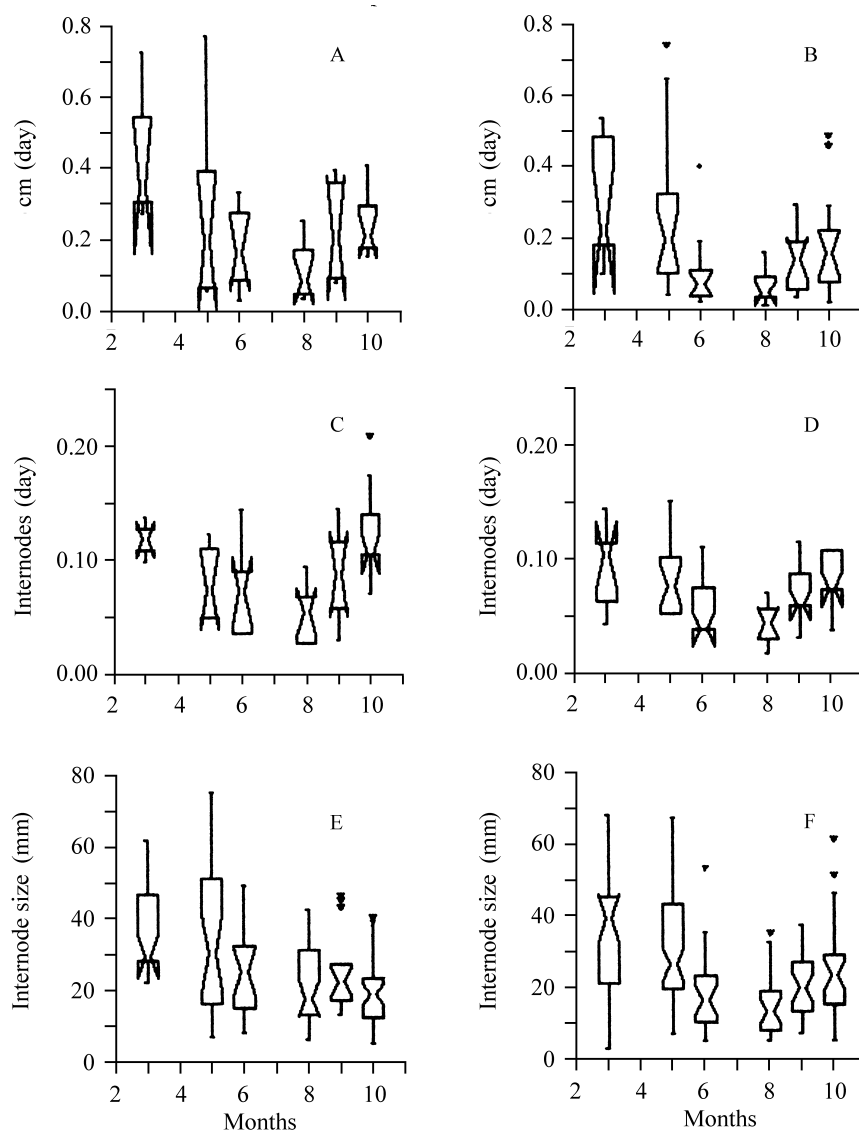 A
cm (day)
0.8
0.6
0.4
0.2
0.0
2 4 6 8 10
B
cm (day)
0.8
0.6
0.4
0.2
0.0
2 4 6 8 10
C
Internodes (day)
0.20
0.10
0.00
2 4 6 8 10
D
Internodes (day)
0.20
0.10
0.00
2 4 6 8 10
E
Internode size (mm)
80
60
40
20
0
2 4 6 8 10
Months
F
Internode size (mm)
80
60
40
20
0
2 4 6 8 10
Months